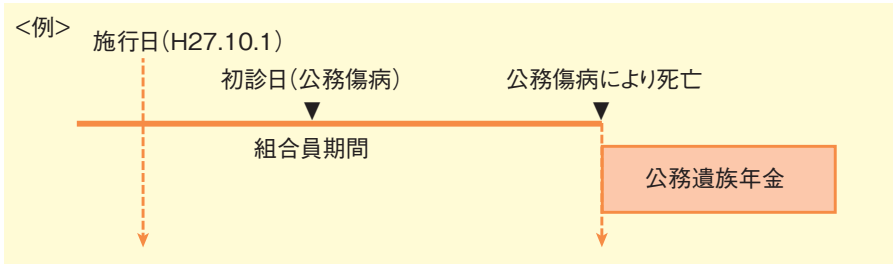 <例>
施行日(H27.10.1)
初診日(公務傷病)
公務傷病により死亡
▼
▼
組合員期間
公務遺族年金